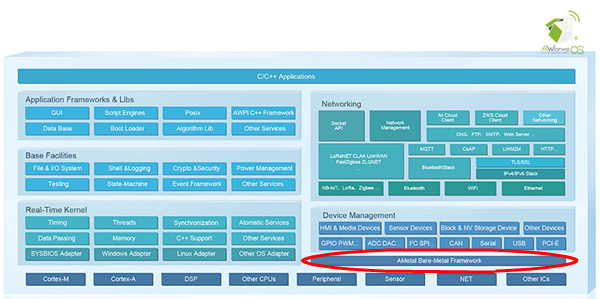 AWorks OS
C/C++ Applications
Application Frameworks & Libs
GUI
Script Engines
Posix
AWPI C++ Framework
Data Base
Boot Loader
Algorithm Lib
Other Services
Base Facilities
File & I/O System
Shell &Logging
Crypto &Security
Power Management
Testing
State-Machine
Event Framework
Other Services
Real-Time Kernel
Timing
Threads
Synchronization
Atomatic Services
Data Passing
Memory
C++ Support
Other Services
SYSBIOS Adapter
Windows Adapter
Linux Adapter
Other OS Adapter
Networking
Socket
API
Network
Management
Ali Cloud
Client
ZWS Cloud
Client
Other
Networking
DNS, FTP, SMTP, Web Server ...
LoRaNET CLAA LinkWAN
FastZigbee ZLGNET
...
BluetoothStack
MQTT
CoAP
LWM2M
HTTP...
TLS/SSL
IPv4/IPv6 Stack
NB-IoT, LoRa, Zigbee ...
Bluetooth
WiFi
Ethernet
Device Management
HMI & Media Devices
Sensor Devices
Block & NV Storage Device
Other Devices
GPIO PWM...
ADC DAC...
I²C SPI...
CAN
Serial
USB
PCI-E
AMetal Bare-Metal Framework
Cortex-M
Cortex-A
DSP
Other CPUs
Peripheral
Sensor
NET
Other ICs